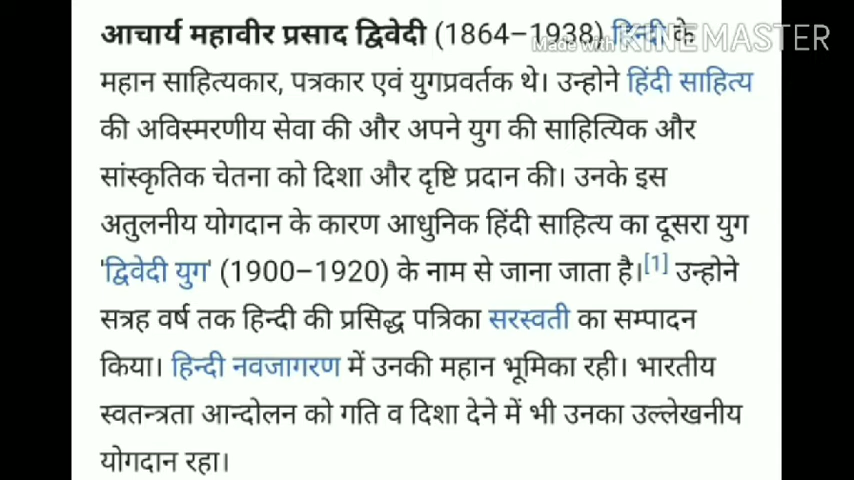 आचार्य महावीर प्रसाद द्विवेदी (1864–1938) हिन्दी के
Made with KINEMASTER
महान साहित्यकार, पत्रकार एवं युगप्रवर्तक थे। उन्होने हिंदी साहित्य
की अविस्मरणीय सेवा की और अपने युग की साहित्यिक और
सांस्कृतिक चेतना को दिशा और दृष्टि प्रदान की। उनके इस
अतुलनीय योगदान के कारण आधुनिक हिंदी साहित्य का दूसरा युग
'द्विवेदी युग' (1900–1920) के नाम से जाना जाता है।[1] उन्होने
सत्रह वर्ष तक हिन्दी की प्रसिद्ध पत्रिका सरस्वती का सम्पादन
किया। हिन्दी नवजागरण में उनकी महान भूमिका रही। भारतीय
स्वतन्त्रता आन्दोलन को गति व दिशा देने में भी उनका उल्लेखनीय
योगदान रहा।